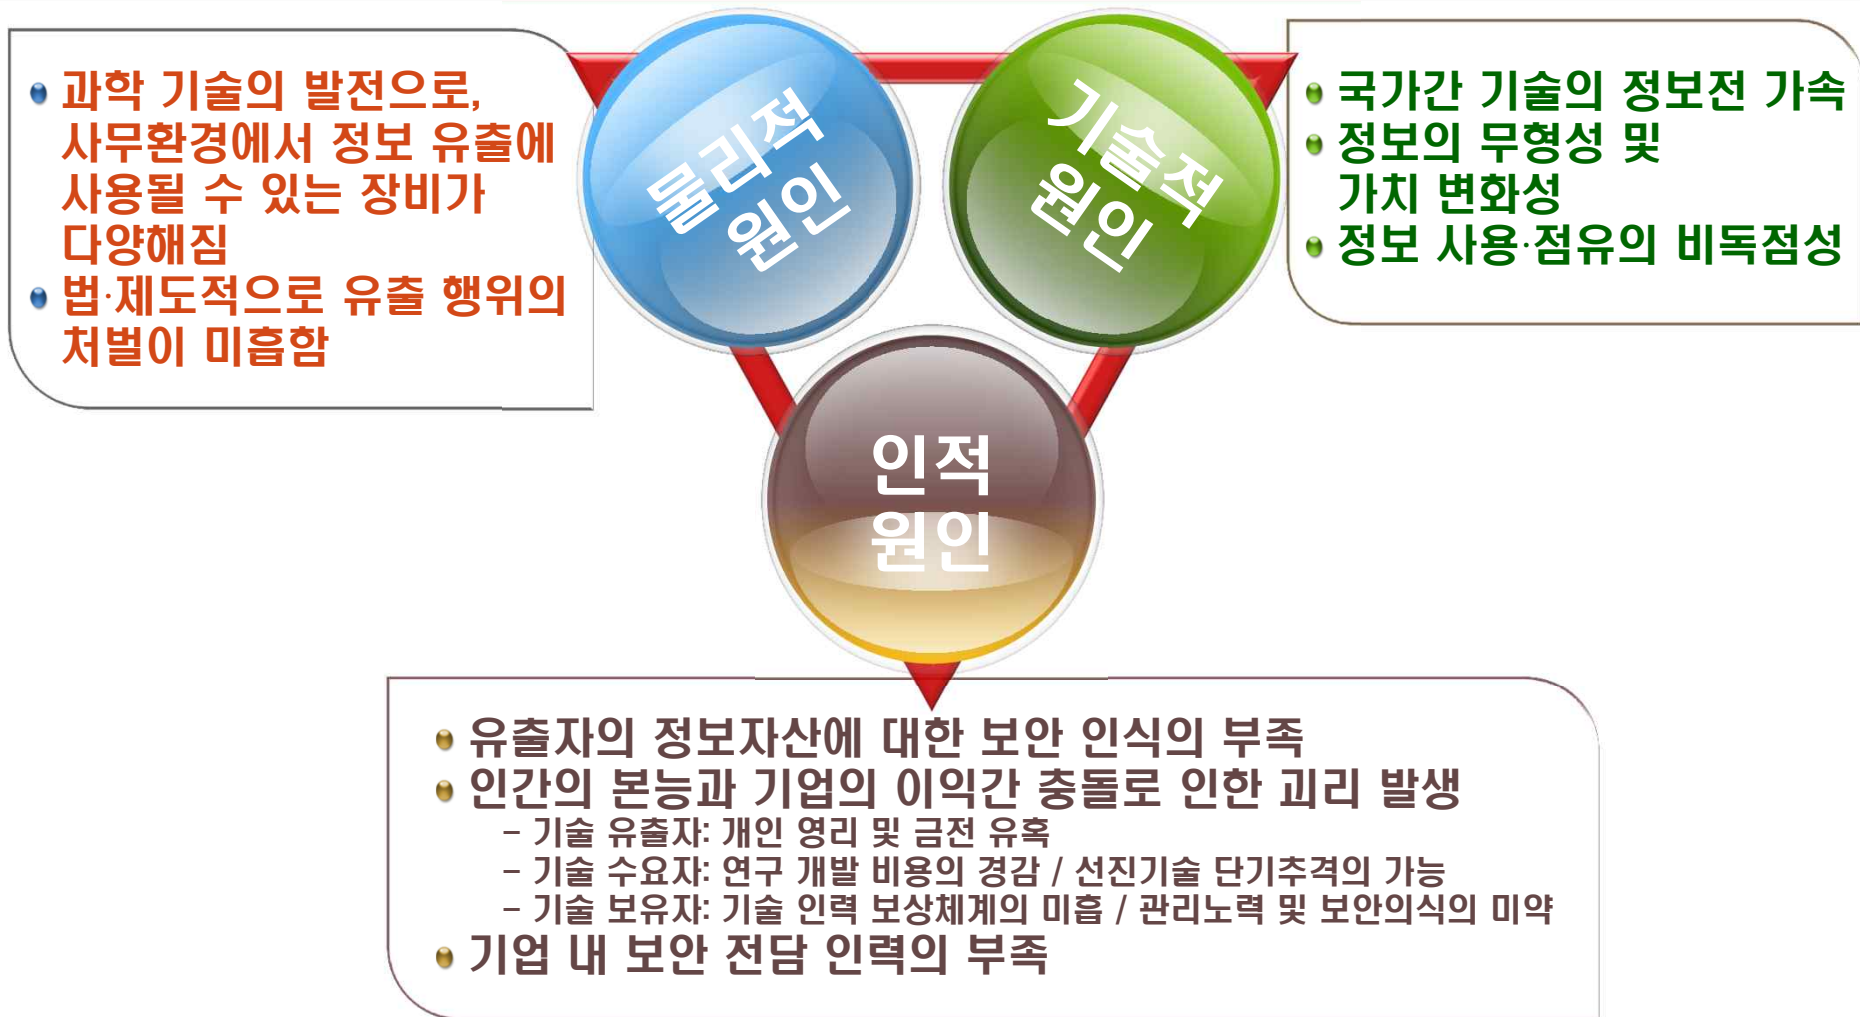 과학 기술의 발전으로,
사무환경에서 정보 유출에
사용될 수 있는 장비가
다양해짐
법·제도적으로 유출 행위의
처벌이 미흡함
물리적
원인
기술적
원인
국가간 기술의 정보전 가속
정보의 무형성 및
가치 변화성
정보 사용·점유의 비독점성
인적
원인
유출자의 정보자산에 대한 보안 인식의 부족
인간의 본능과 기업의 이익간 충돌로 인한 괴리 발생
– 기술 유출자: 개인 영리 및 금전 유혹
– 기술 수요자: 연구 개발 비용의 경감 / 선진기술 단기추격의 가능
– 기술 보유자: 기술 인력 보상체계의 미흡 / 관리노력 및 보안의식의 미약
기업 내 보안 전담 인력의 부족